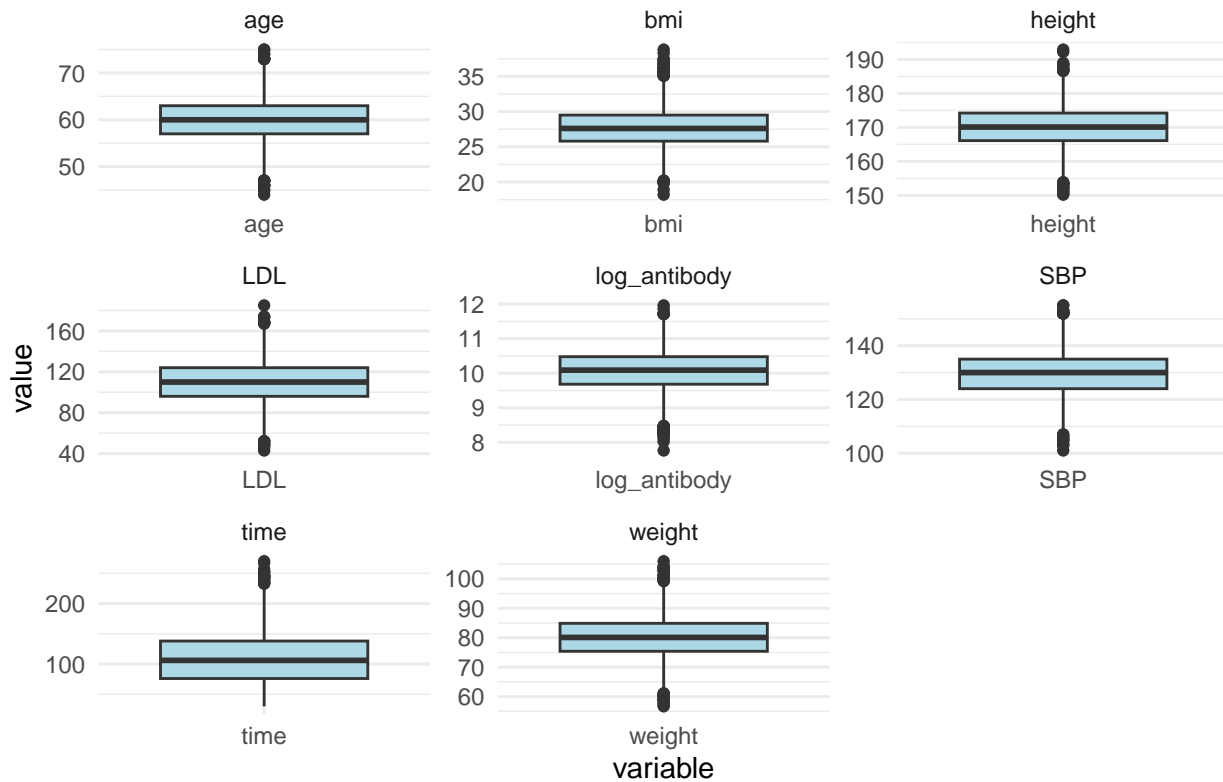 age
bmi
height
70
60
50
age
35
30
25
20
bmi
190
180
170
160
150
height
LDL
log_antibody
SBP
value
160
120
80
40
LDL
12
11
10
9
8
log_antibody
140
120
100
SBP
time
weight
200
100
time
100
90
80
70
60
weight
variable